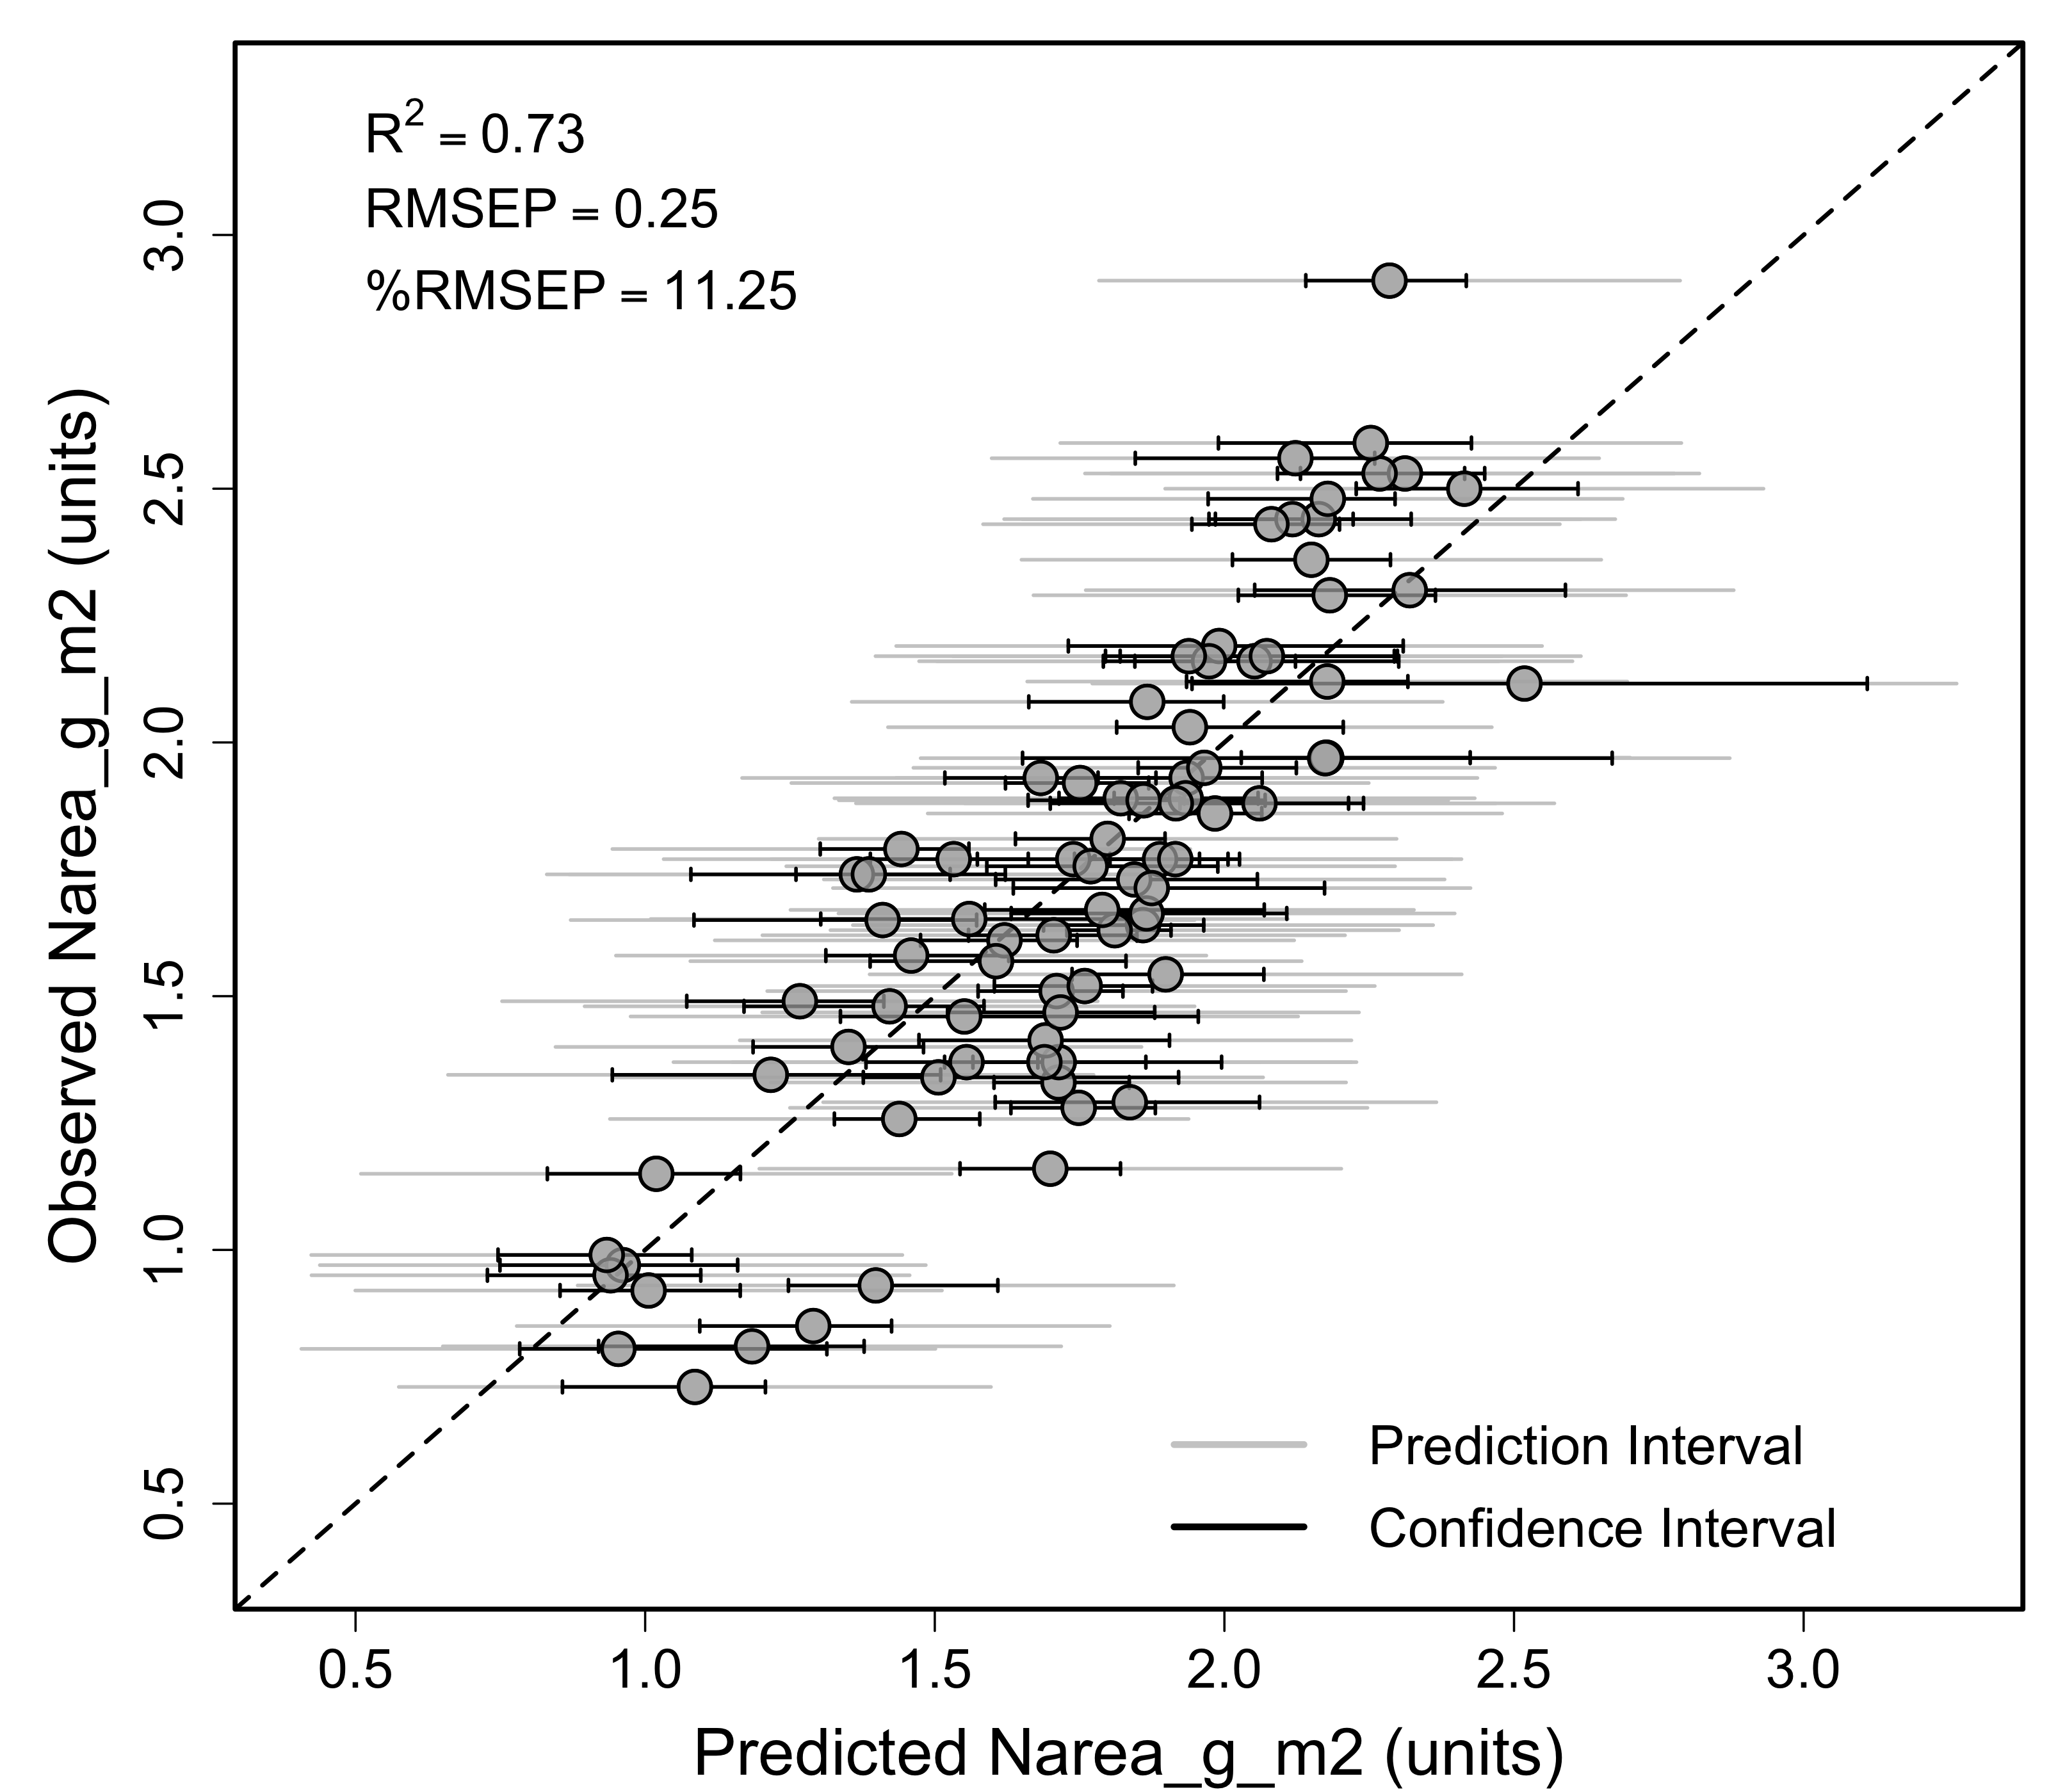 R2 = 0.73
RMSEP = 0.25
%RMSEP = 11.25
Observed Narea_g_m2 (units)
3.0
2.5
2.0
1.5
1.0
0.5
Prediction Interval
Confidence Interval
0.5 1.0 1.5 2.0 2.5 3.0
Predicted Narea_g_m2 (units)